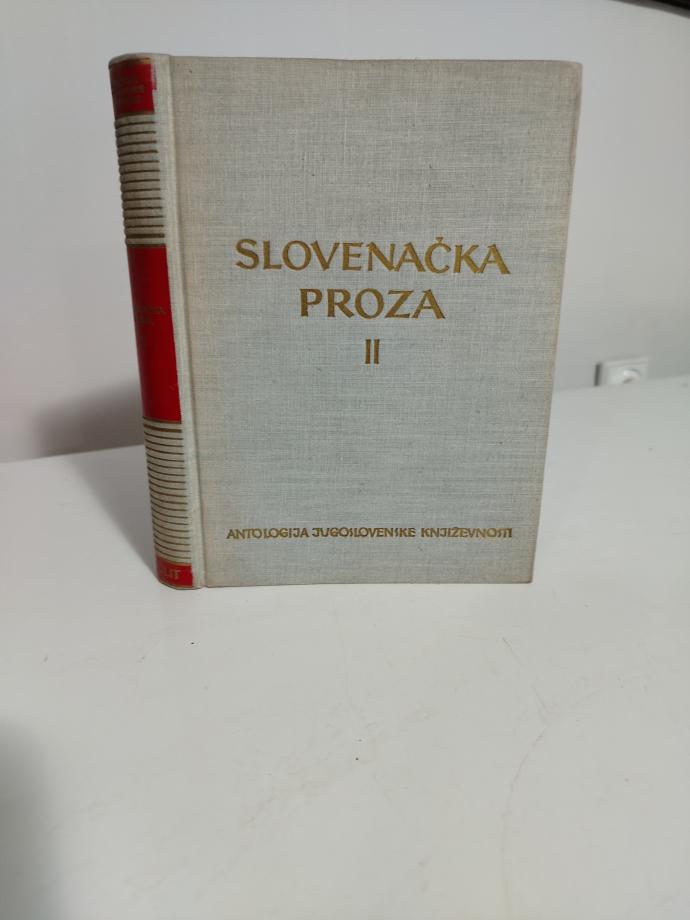 SLOVENAČKA
PROZA
II
ANTOLOGIJA JUGOSLOVENSKE KNJIŽEVNOSTI